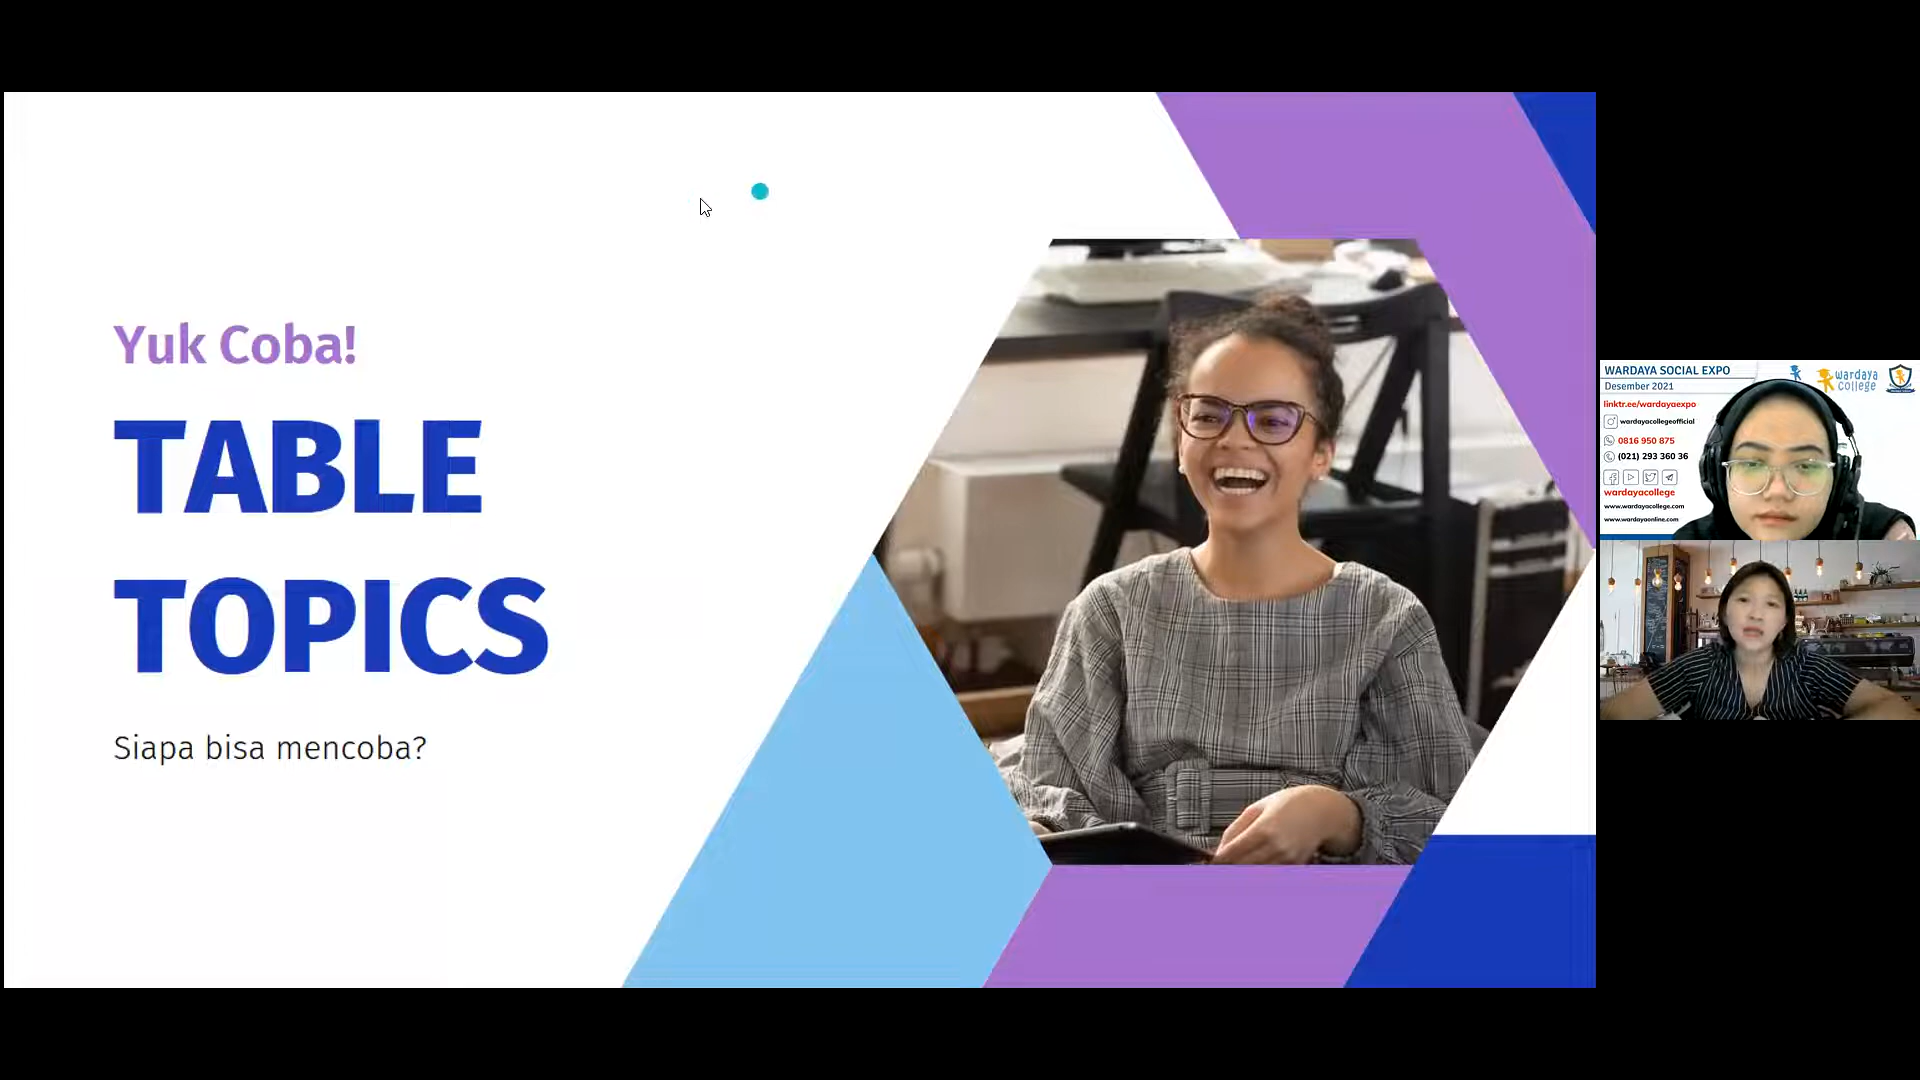 Yuk Coba!
TABLE
TOPICS
Siapa bisa mencoba?
WARDAYA SOCIAL EXPO
Desember 2021
wardaya
college
linktr.ee/wardayaexpo
wardayacollegeofficial
0816 950 875
(021) 293 360 36
wardayacollege
www.wardayacollege.com
www.wardayaonline.com